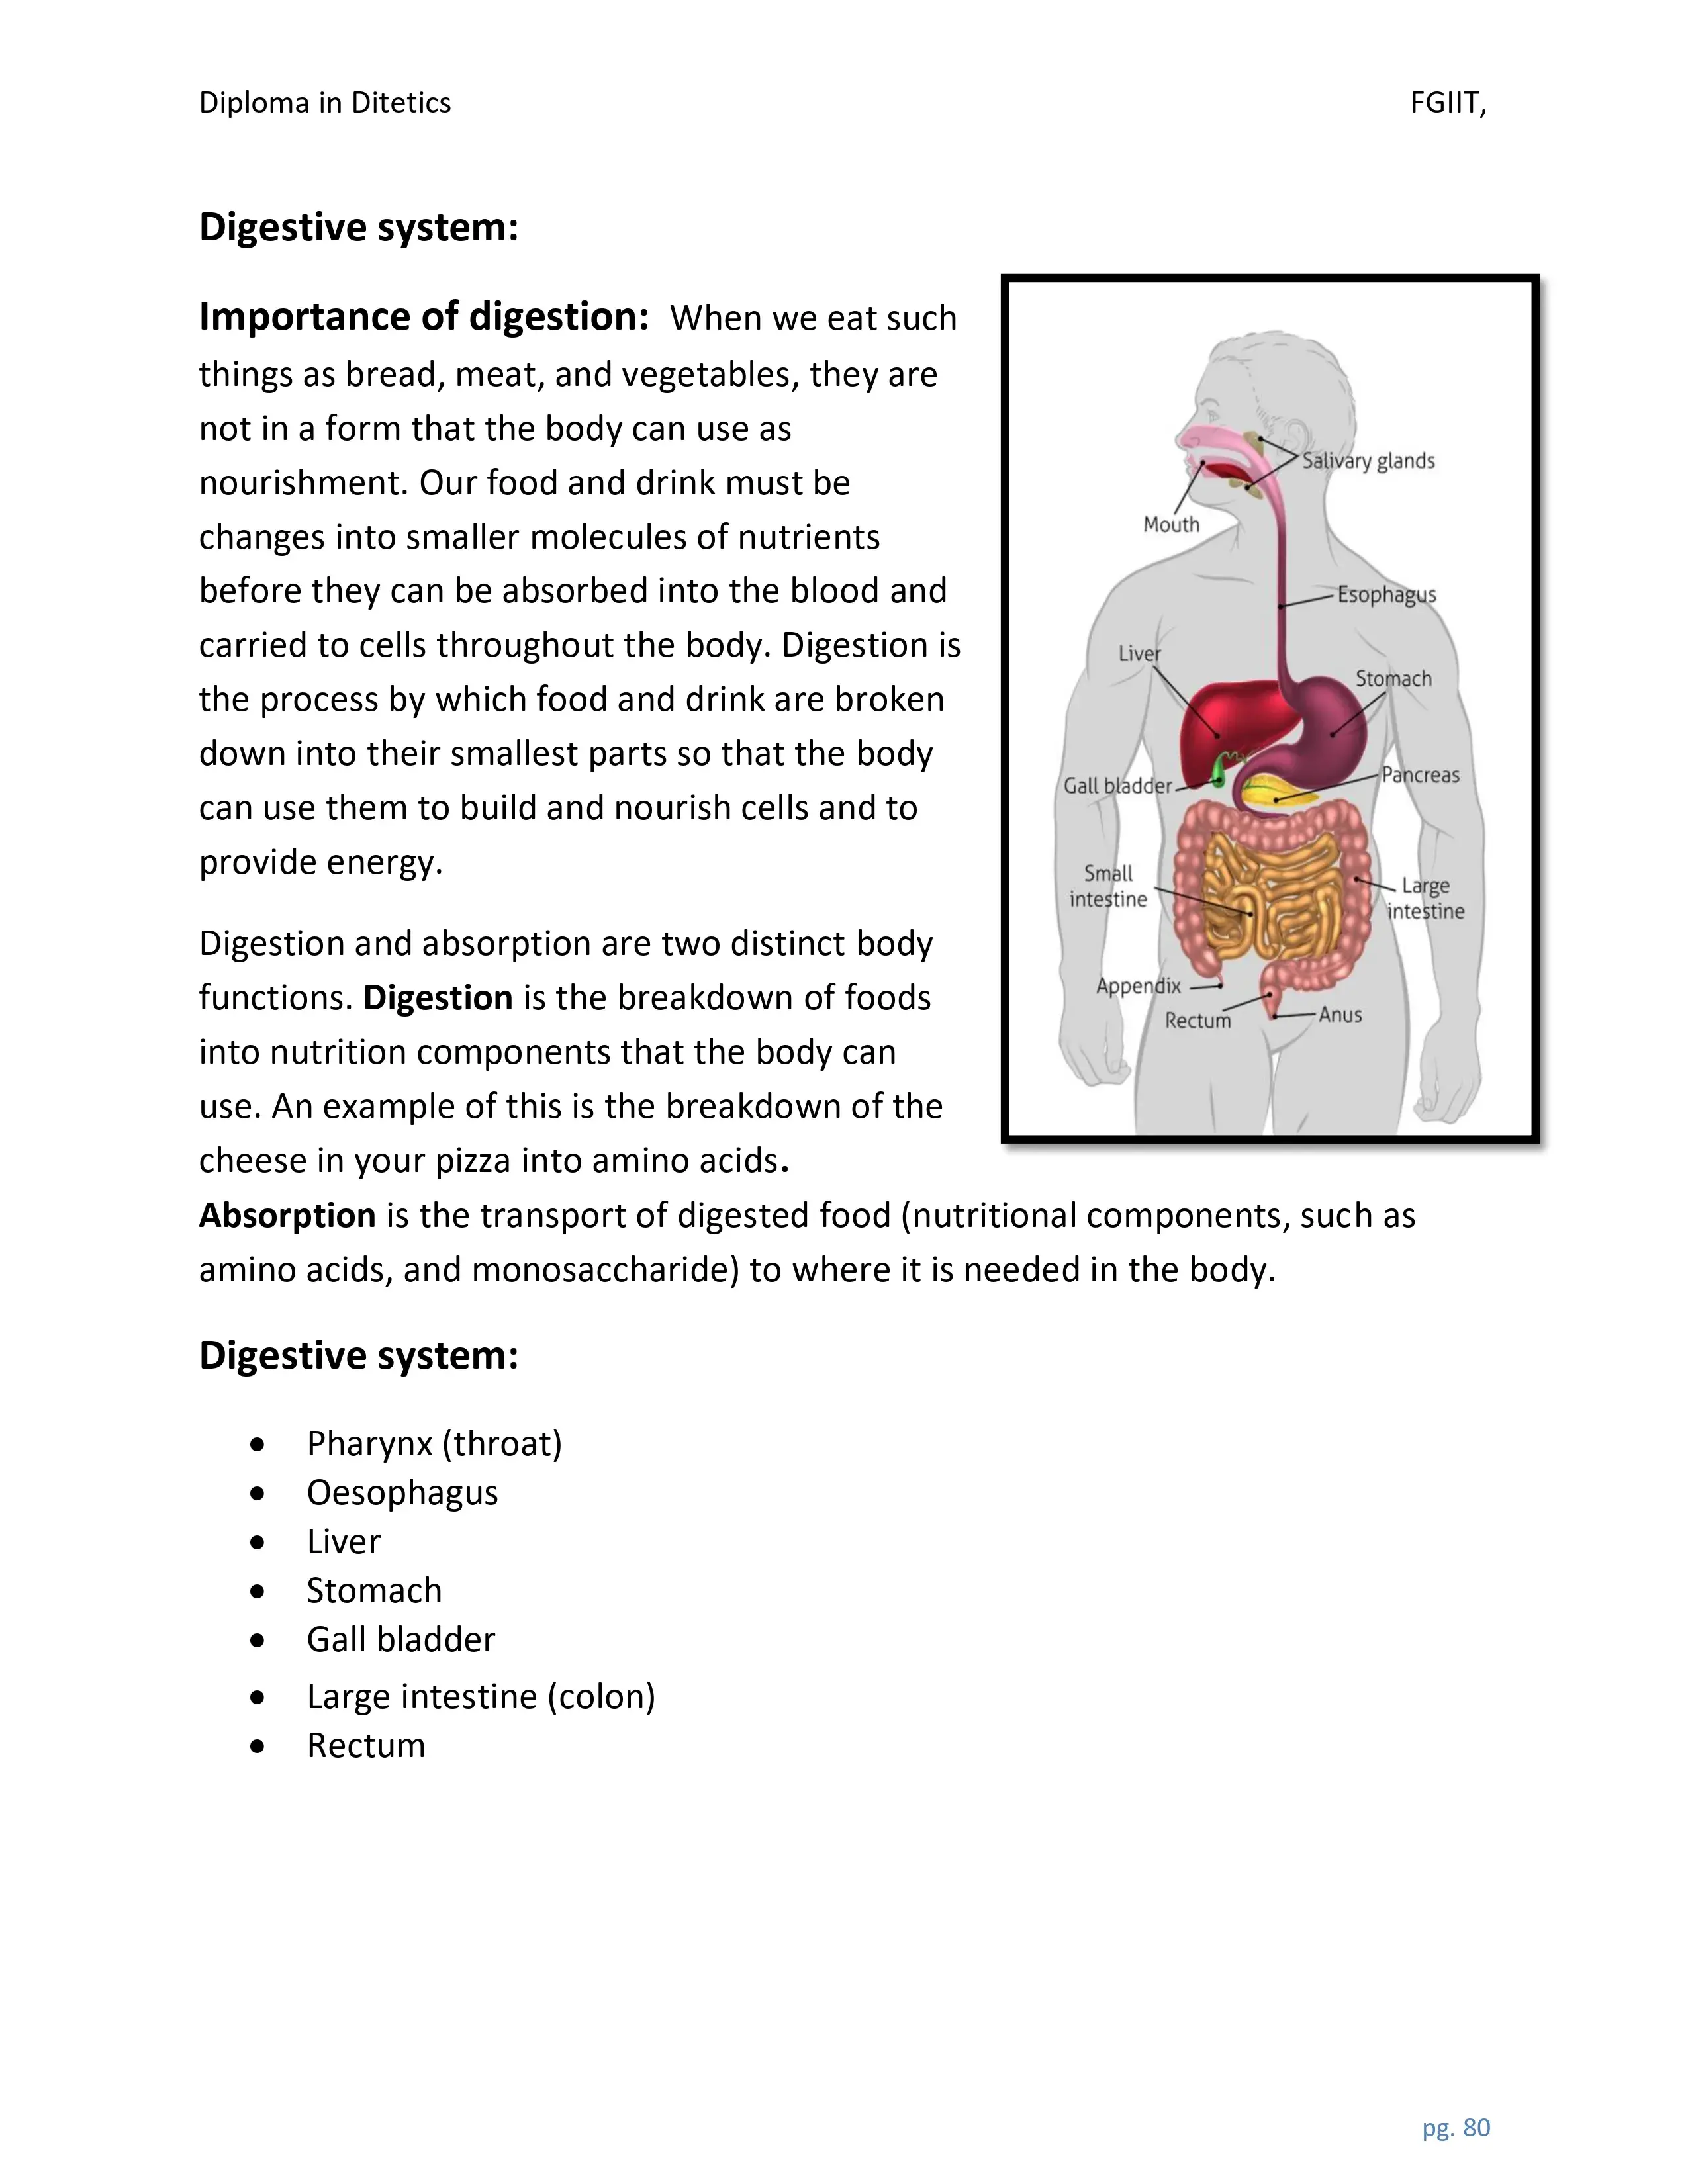 Diploma in Ditetics FGIIT,
Digestive system:
Importance of digestion: When we eat such
things as bread, meat, and vegetables, they are
not in a form that the body can use as
nourishment. Our food and drink must be
changes into smaller molecules of nutrients
before they can be absorbed into the blood and
carried to cells throughout the body. Digestion is
the process by which food and drink are broken
down into their smallest parts so that the body
can use them to build and nourish cells and to
provide energy.
Digestion and absorption are two distinct body
functions. Digestion is the breakdown of foods
into nutrition components that the body can
use. An example of this is the breakdown of the
cheese in your pizza into amino acids.
Absorption is the transport of digested food (nutritional components, such as
amino acids, and monosaccharide) to where it is needed in the body.
Salivary glands
Mouth
Esophagus
Liver
Stomach
Gall bladder
Pancreas
Small
intestine
Large
intestine
Appendix
Rectum
Anus
Digestive system:
• Pharynx (throat)
• Oesophagus
• Liver
• Stomach
• Gall bladder
• Large intestine (colon)
• Rectum
pg. 80